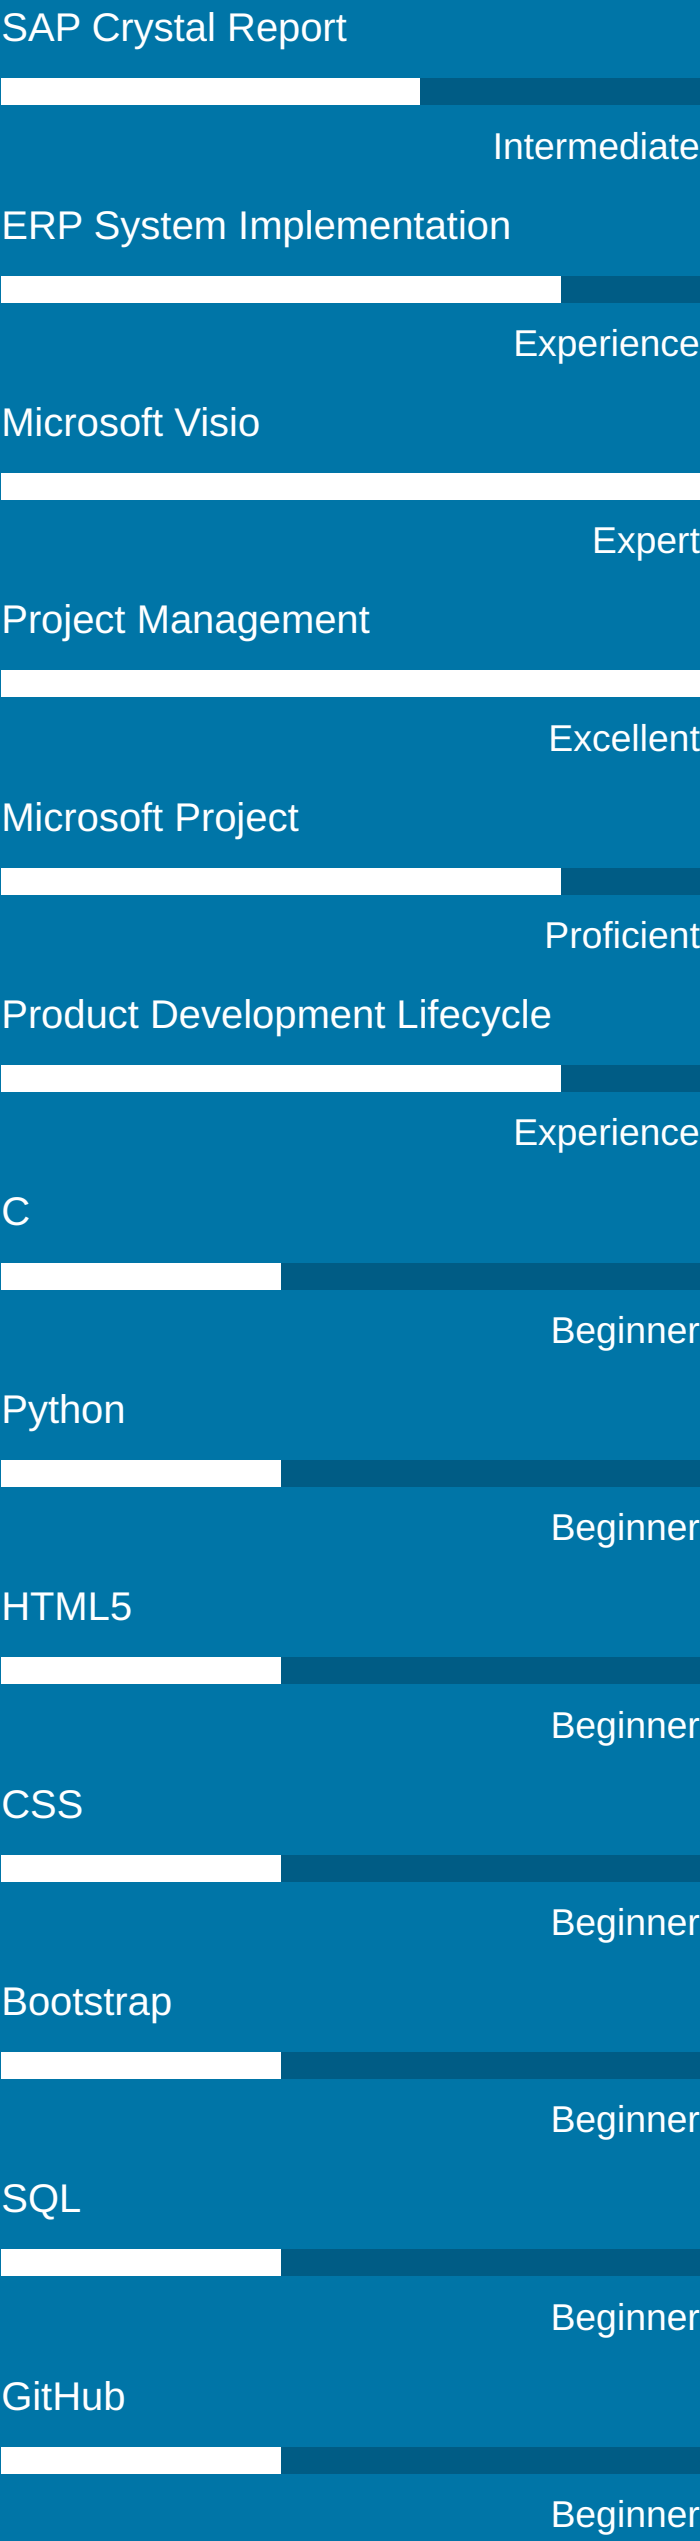 SAP Crystal Report
Intermediate
ERP System Implementation
Experience
Microsoft Visio
Expert
Project Management
Excellent
Microsoft Project
Proficient
Product Development Lifecycle
Experience
C
Beginner
Python
Beginner
HTML5
Beginner
CSS
Beginner
Bootstrap
Beginner
SQL
Beginner
GitHub
Beginner